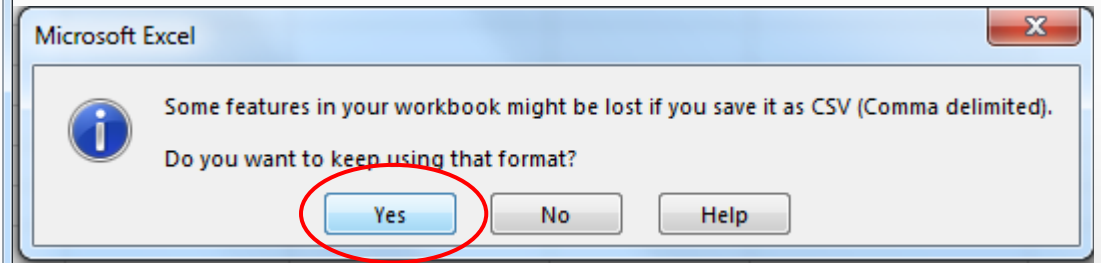 Microsoft Excel
Some features in your workbook might be lost if you save it as CSV (Comma delimited).
Do you want to keep using that format?
Yes No Help